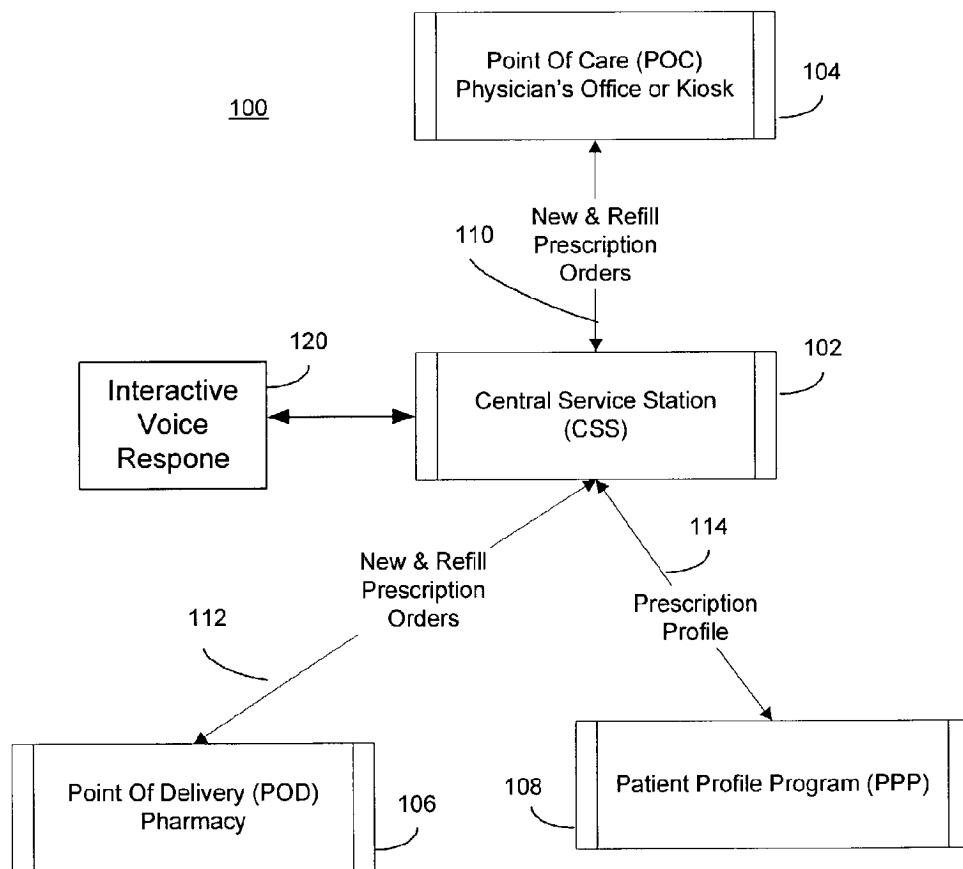 Point Of Care (POC)
Physician's Office or Kiosk
104
100
New & Refill
Prescription
Orders
110
120
Interactive
Voice
Respone
102
Central Service Station
(CSS)
114
New & Refill
Prescription
Orders
Prescription
Profile
112
Point Of Delivery (POD)
Pharmacy
106
108
Patient Profile Program (PPP)